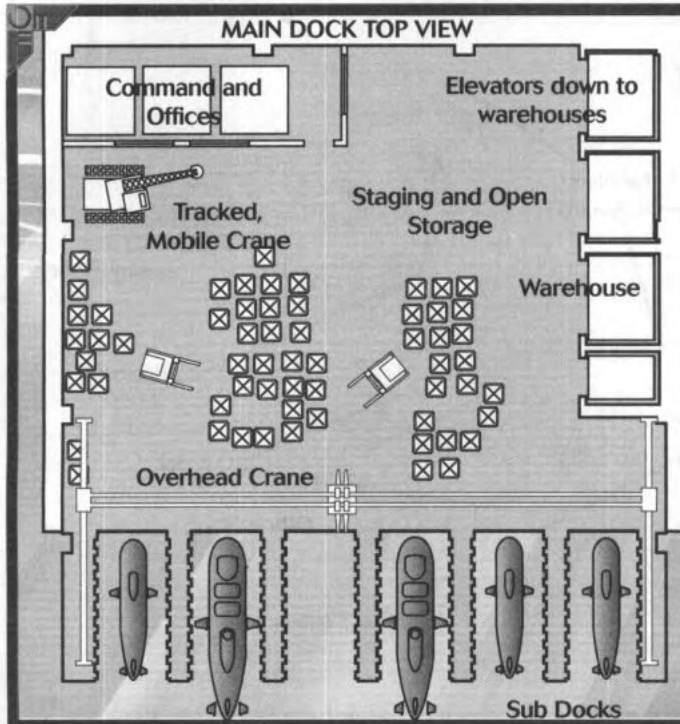 MAIN DOCK TOP VIEW
Command and
Offices
Elevators down to
warehouses
Tracked,
Mobile Crane
Staging and Open
Storage
Warehouse
Overhead Crane
Sub Docks